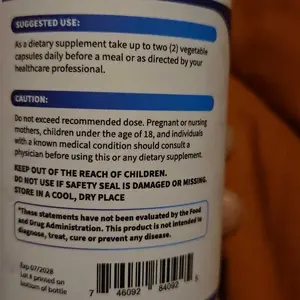 SUGGESTED USE:
As a dietary supplement take up to two (2) vegetable
capsules daily before a meal or as directed by your
healthcare professional.
CAUTION:
Do not exceed recommended dose. Pregnant or nursing
mothers, children under the age of 18, and individuals
with a known medical condition should consult a
physician before using this or any dietary supplement.
KEEP OUT OF THE REACH OF CHILDREN.
DO NOT USE IF SAFETY SEAL IS DAMAGED OR MISSING.
STORE IN A COOL, DRY PLACE
*These statements have not been evaluated by the Food
and Drug Administration. This product is not intended to
diagnose, treat, cure or prevent any disease.
Exp 07/2028
Lot # printed on
bottom of bottle
7 46092 84092 5